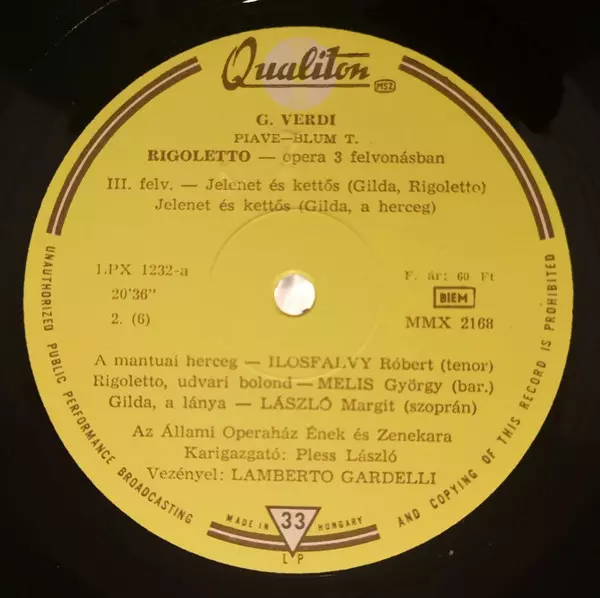 Qualiton
MSZ
G. VERDI
PIAVE—BLUM T.
RIGOLETTO — opera 3 felvonásban
III. felv. — Jelenet és kettős (Gilda, Rigoletto)
Jelenet és kettős (Gilda, a herceg)
LPX 1232-a
F. ár: 60 Ft
20'36"
BIEM
2. (6)
MMX 2168
A mantuai herceg — ILOSFALVY Róbert (tenor)
Rigoletto, udvari bolond — MELIS György (bar.)
Gilda, a lánya — LÁSZLÓ Margit (szoprán)
Az Állami Operaház Ének és Zenekara
Karigazgató: Pless László
Vezényel: LAMBERTO GARDELLI
UNAUTHORIZED PUBLIC PERFORMANCE BROADCASTING
AND COPYING OF THIS RECORD IS PROHIBITED
MADE IN HUNGARY
33
LP